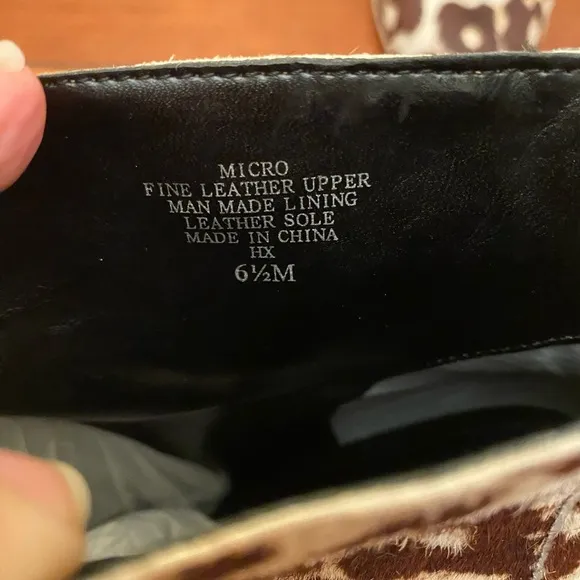 MICRO
FINE LEATHER UPPER
MAN MADE LINING
LEATHER SOLE
MADE IN CHINA
HX
6½M